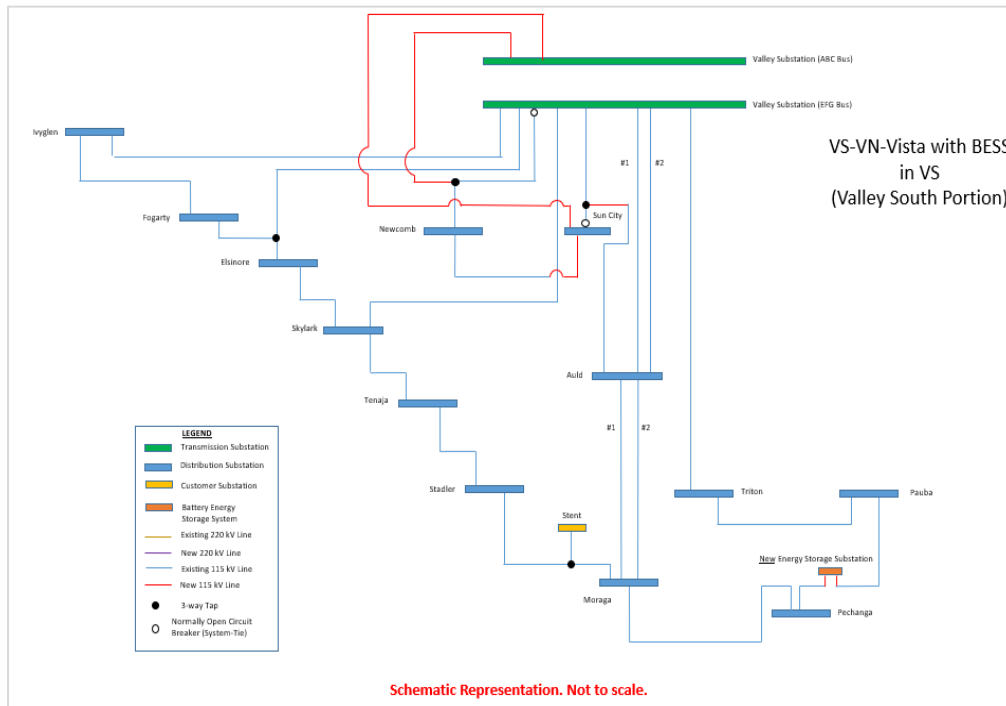 Valley Substation (ABC Bus)
Valley Substation (EFG Bus)
Ivyglen
VS-VN-Vista with BESS
in VS
(Valley South Portion)
#1
#2
Fogarty
Newcomb
Sun City
Elsinore
Skylark
Auld
Tenaja
#1
#2
LEGEND
Transmission Substation
Distribution Substation
Customer Substation
Battery Energy
Storage System
Existing 220 kV Line
New 220 kV Line
Existing 115 kV Line
New 115 kV Line
3-way Tap
Normally Open Circuit
Breaker (System-Tie)
Stadler
Triton
Pauba
Stent
New Energy Storage Substation
Moraga
Pechanga
Schematic Representation. Not to scale.